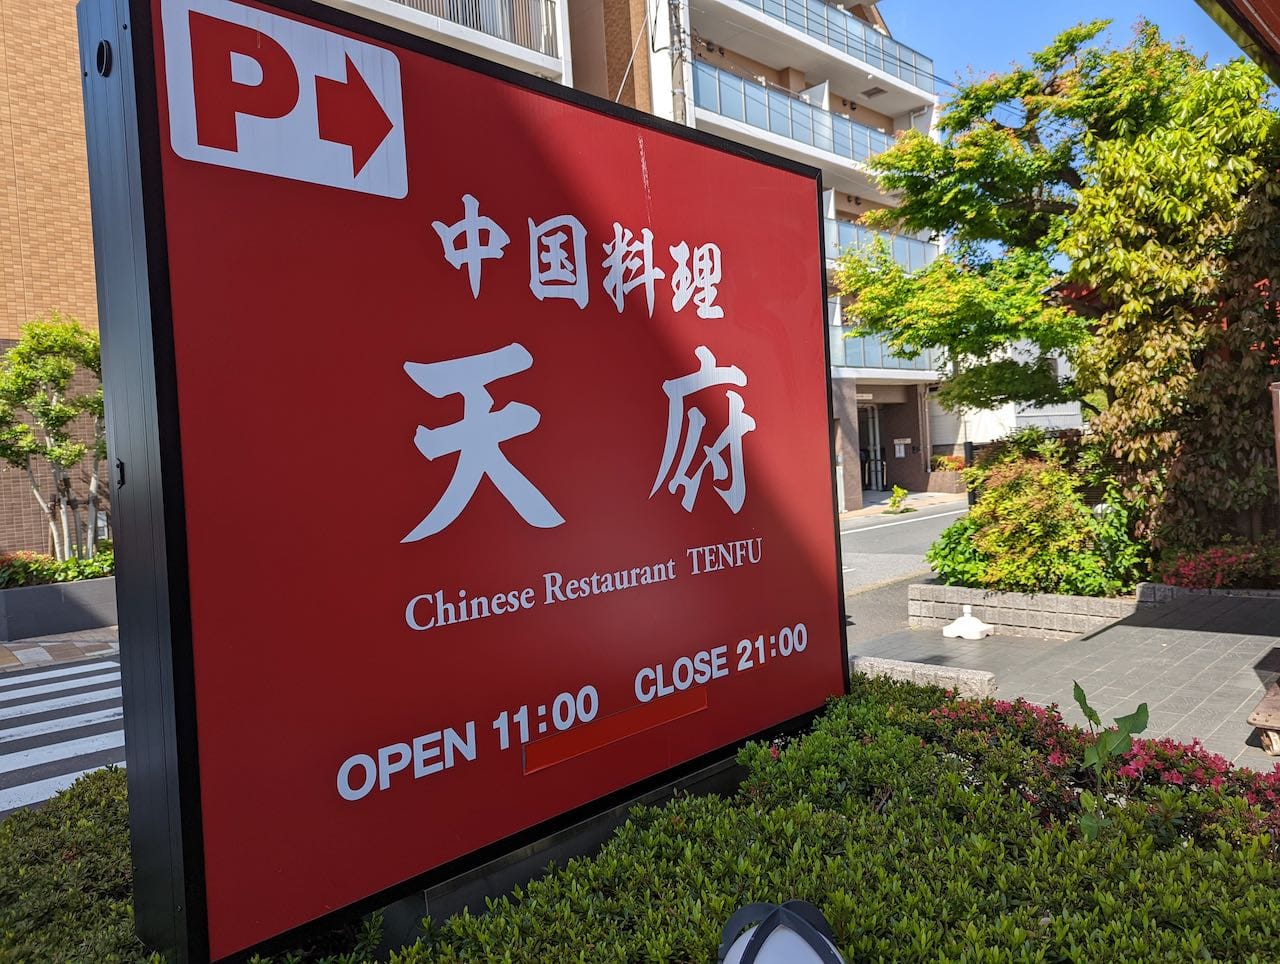 P
中国料理
天府
Chinese Restaurant TENFU
OPEN 11:00 CLOSE 21:00